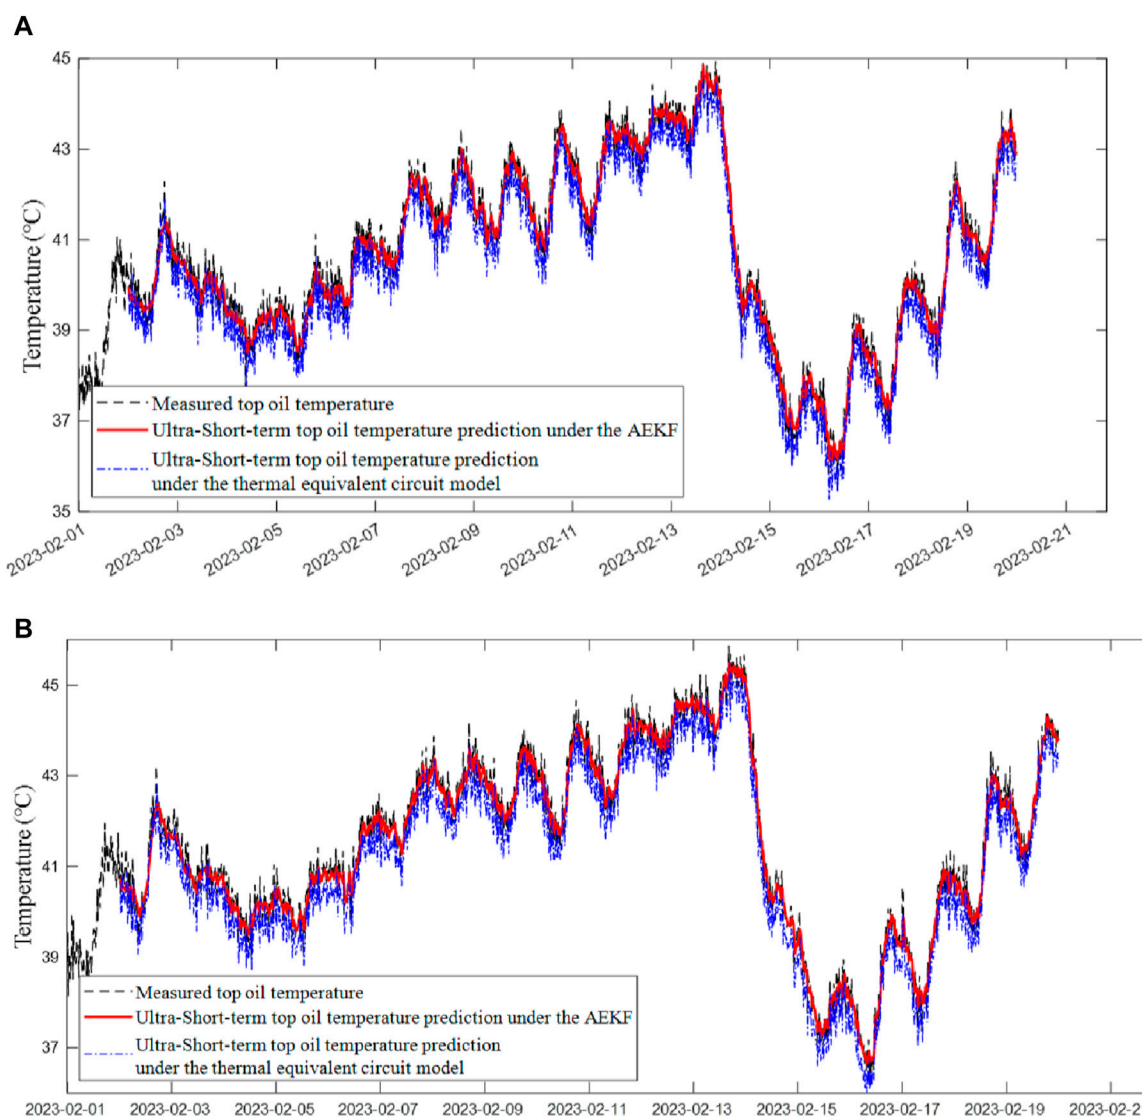 A
45
43
41
39
37
35
Temperature (°C)
Measured top oil temperature
Ultra-Short-term top oil temperature prediction under the AEKF
Ultra-Short-term top oil temperature prediction
under the thermal equivalent circuit model
2023-02-01
2023-02-03
2023-02-05
2023-02-07
2023-02-09
2023-02-11
2023-02-13
2023-02-15
2023-02-17
2023-02-19
2023-02-21
B
45
43
41
39
37
Temperature (°C)
Measured top oil temperature
Ultra-Short-term top oil temperature prediction under the AEKF
Ultra-Short-term top oil temperature prediction
under the thermal equivalent circuit model
2023-02-01 2023-02-03 2023-02-05 2023-02-07 2023-02-09 2023-02-11 2023-02-13 2023-02-15 2023-02-17 2023-02-19